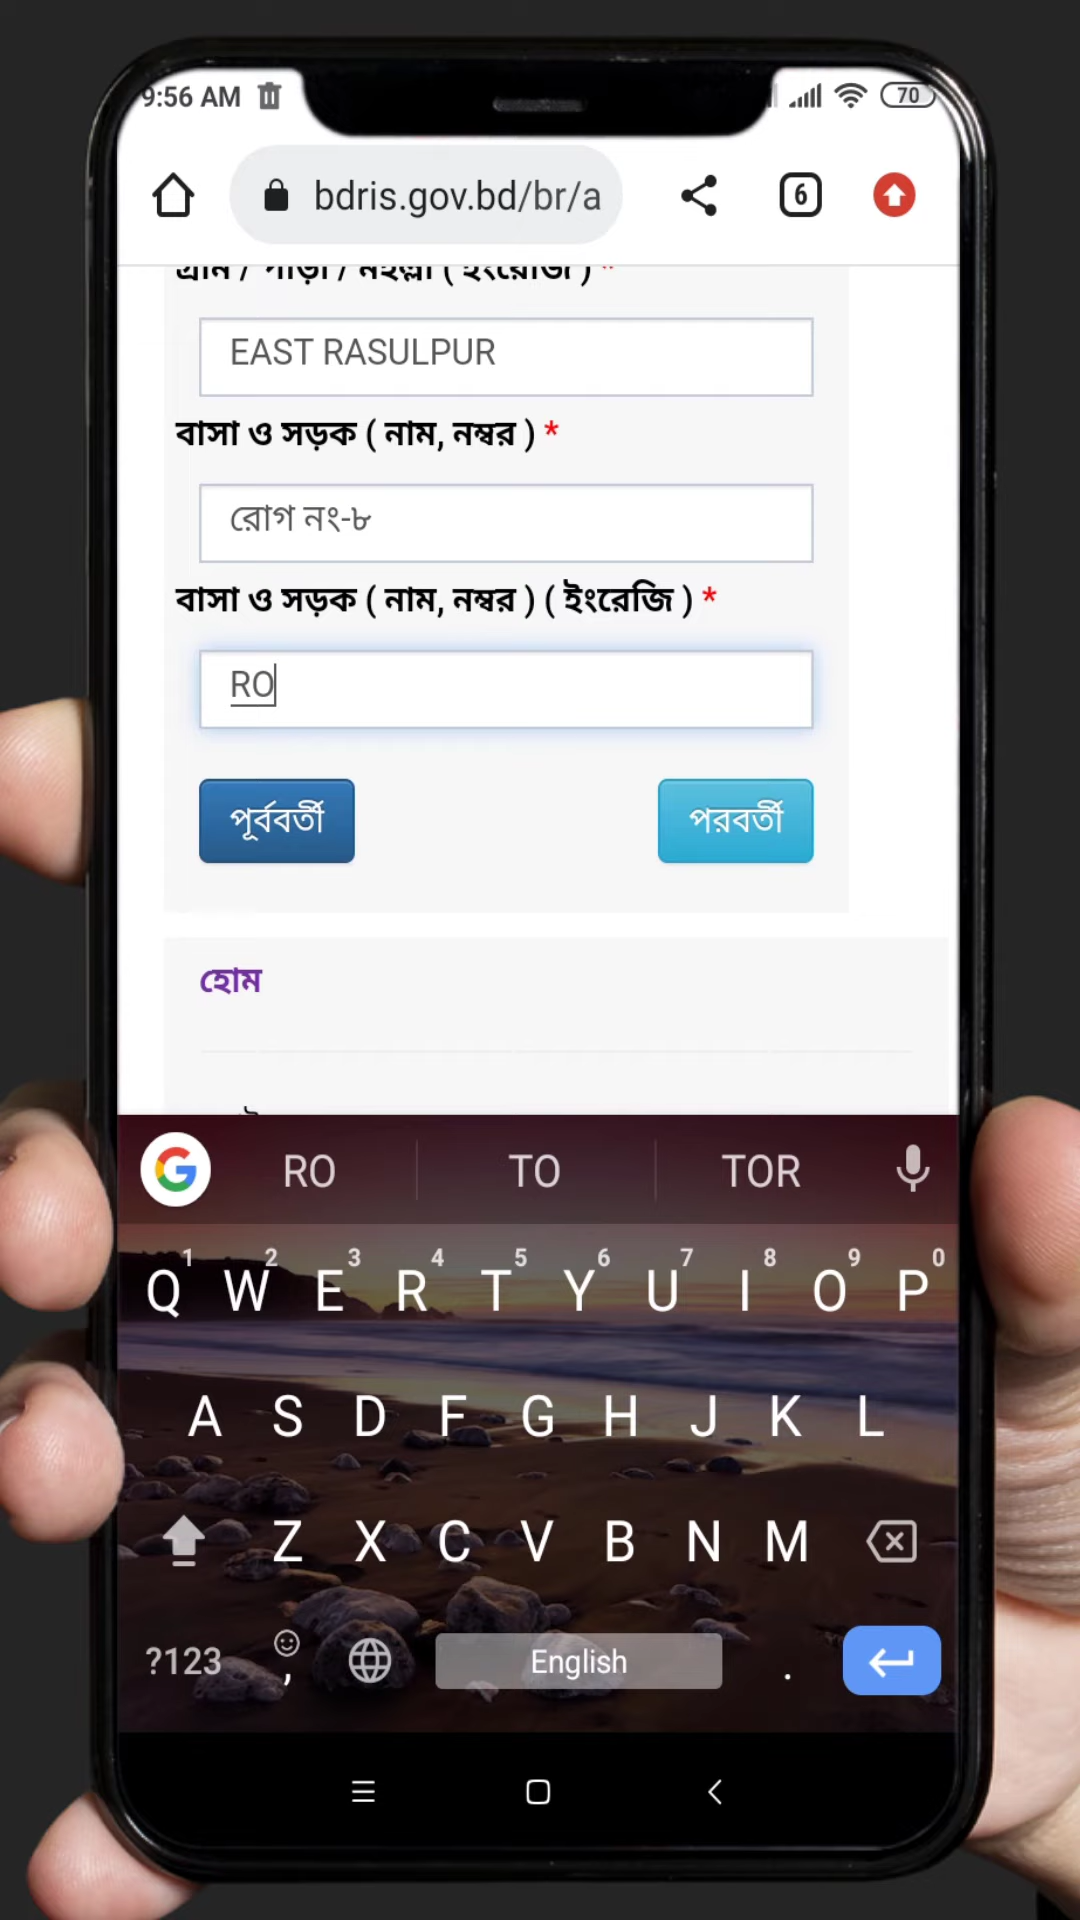 9:56 AM
70
bdris.gov.bd/br/a
6
গ্রাম / পাড়া / মহল্লা ( ইংরেজি ) *
EAST RASULPUR
বাসা ও সড়ক ( নাম, নম্বর ) *
রোগ নং-৮
বাসা ও সড়ক ( নাম, নম্বর ) ( ইংরেজি ) *
RO
পূর্ববর্তী
পরবর্তী
হোম
RO TO TOR
1 2 3 4 5 6 7 8 9 0
Q W E R T Y U I O P
A S D F G H J K L
Z X C V B N M
?123 , English .